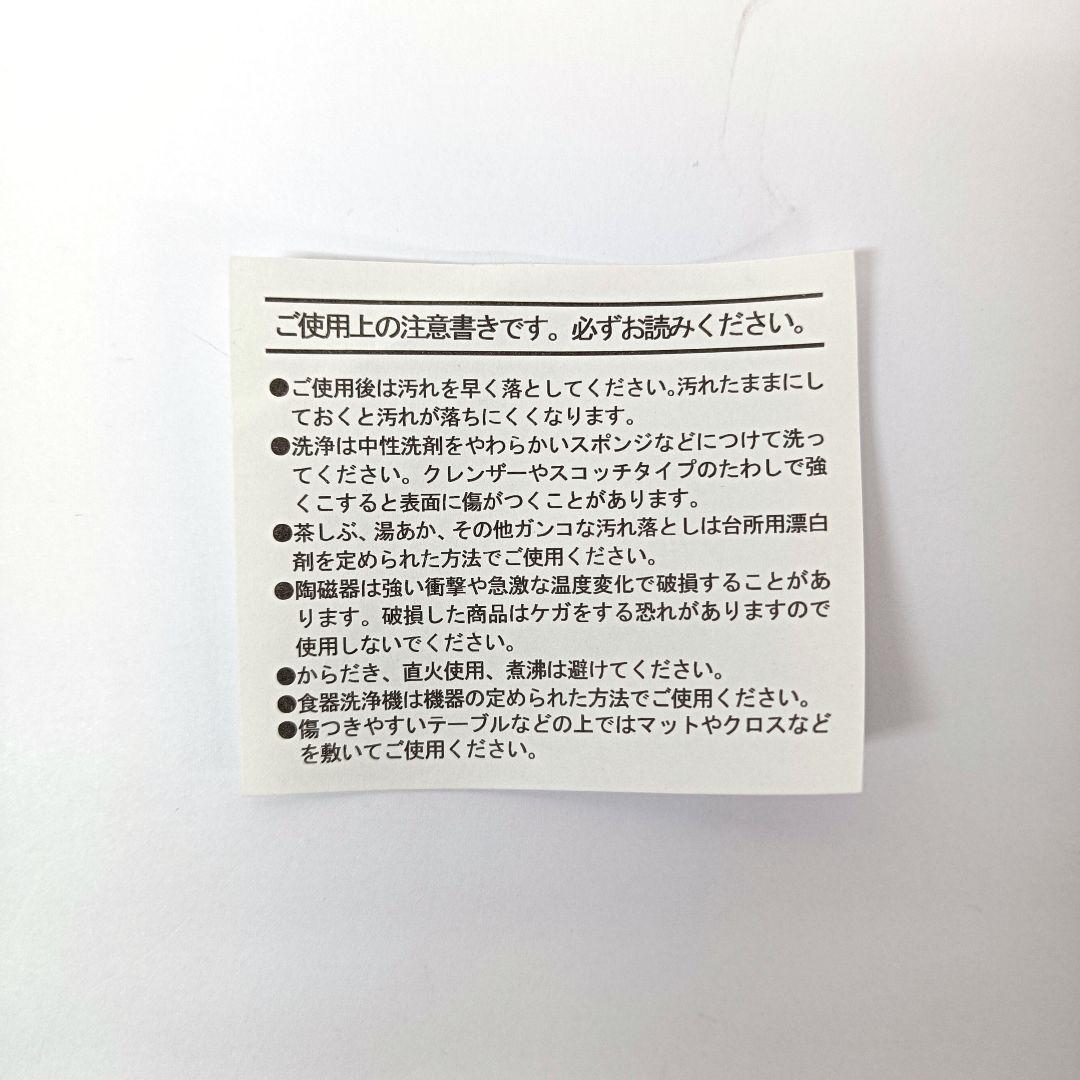 ご使用上の注意書きです。必ずお読みください。
●ご使用後は汚れを早く落としてください。汚れたままにし
ておくと汚れが落ちにくくなります。
●洗浄は中性洗剤をやわらかいスポンジなどにつけて洗っ
てください。クレンザーやスコッチタイプのたわしで強
くこすると表面に傷がつくことがあります。
●茶しぶ、湯あか、その他ガンコな汚れ落としは台所用漂白
剤を定められた方法でご使用ください。
●陶磁器は強い衝撃や急激な温度変化で破損することがあ
ります。破損した商品はケガをする恐れがありますので
使用しないでください。
●からだき、直火使用、煮沸は避けてください。
●食器洗浄機は機器の定められた方法でご使用ください。
●傷つきやすいテーブルなどの上ではマットやクロスなど
を敷いてご使用ください。